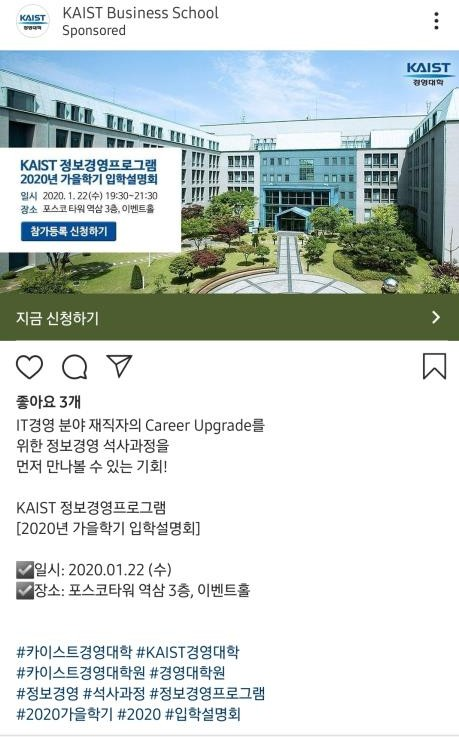 KAIST
경영대학
KAIST Business School
Sponsored
KAIST
경영대학
KAIST 정보경영프로그램
2020년 가을학기 입학설명회
일시 2020. 1. 22(수) 19:30~21:30
장소 포스코 타워 역삼 3층, 이벤트홀
참가등록 신청하기
지금 신청하기
좋아요 3개
IT경영 분야 재직자의 Career Upgrade를
위한 정보경영 석사과정을
먼저 만나볼 수 있는 기회!
KAIST 정보경영프로그램
[2020년 가을학기 입학설명회]
✅일시: 2020.01.22 (수)
✅장소: 포스코타워 역삼 3층, 이벤트홀
#카이스트경영대학 #KAIST경영대학
#카이스트경영대학원 #경영대학원
#정보경영 #석사과정 #정보경영프로그램
#2020가을학기 #2020 #입학설명회